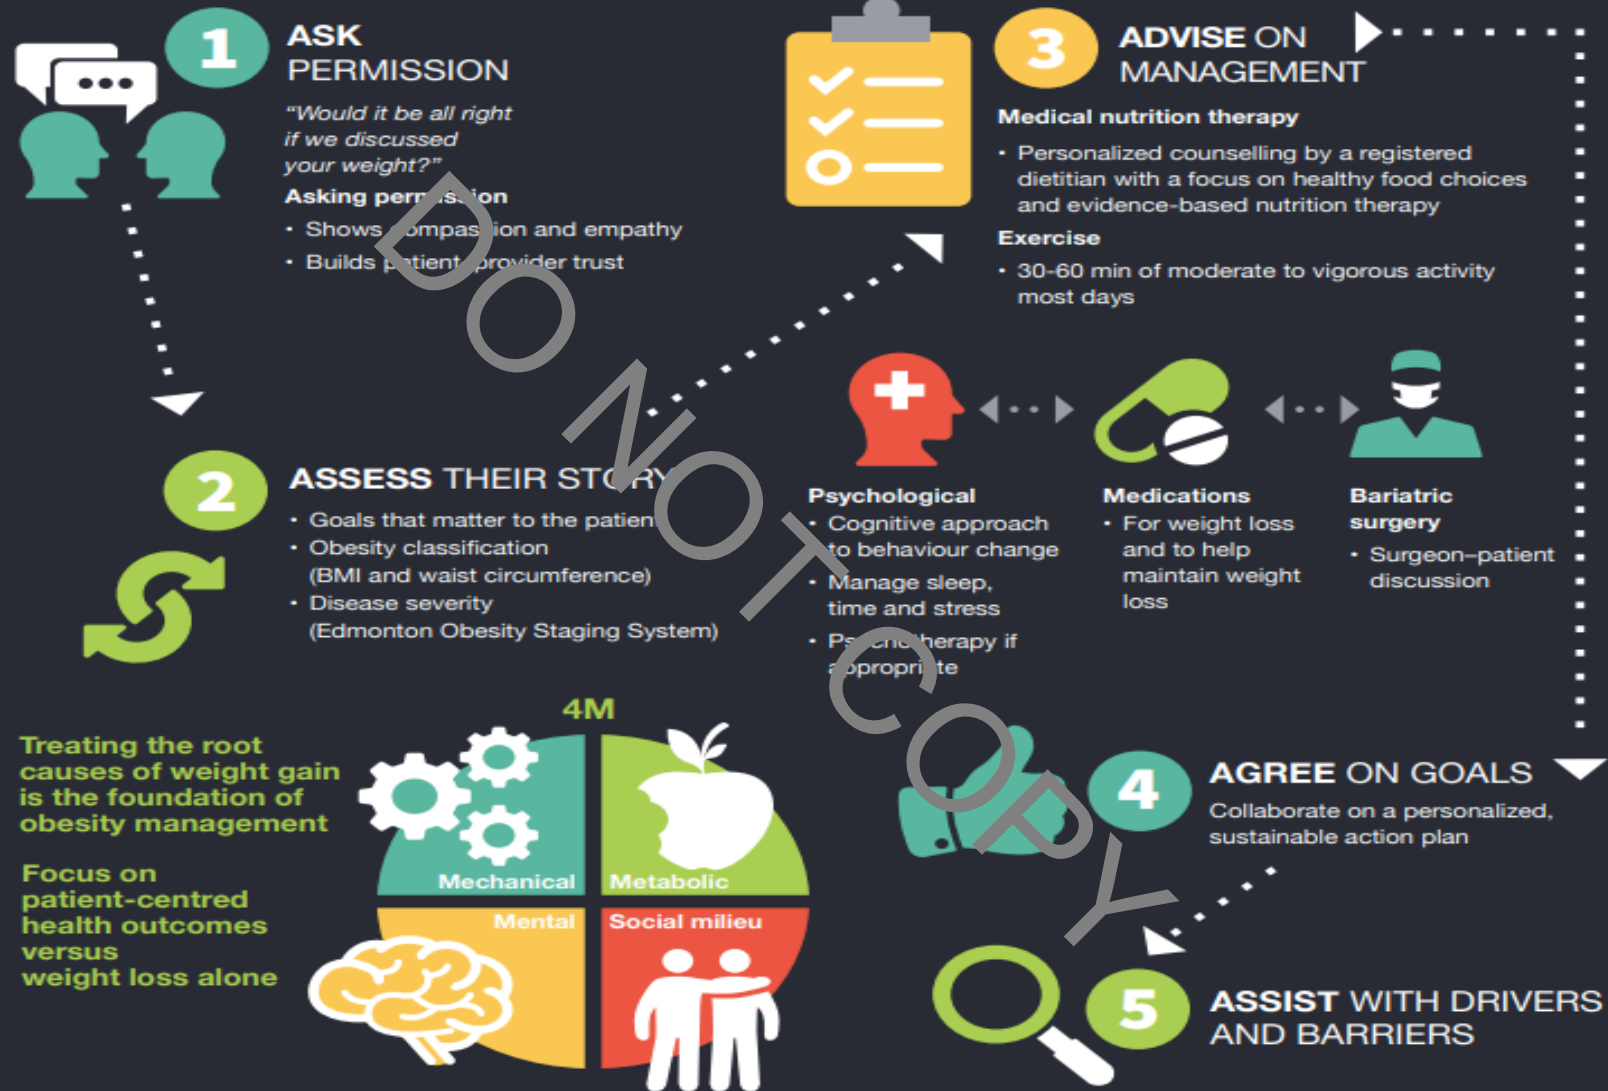 1
ASK
PERMISSION
“Would it be all right
if we discussed
your weight?”
Asking permission
• Shows compassion and empathy
• Builds patient–provider trust
2
ASSESS THEIR STORY
• Goals that matter to the patient
• Obesity classification
(BMI and waist circumference)
• Disease severity
(Edmonton Obesity Staging System)
4M
Treating the root
causes of weight gain
is the foundation of
obesity management
Focus on
patient-centred
health outcomes
versus
weight loss alone
Mechanical
Metabolic
Mental
Social milieu
3
ADVISE ON
MANAGEMENT
Medical nutrition therapy
• Personalized counselling by a registered
dietitian with a focus on healthy food choices
and evidence-based nutrition therapy
Exercise
• 30-60 min of moderate to vigorous activity
most days
Psychological
• Cognitive approach
to behaviour change
• Manage sleep,
time and stress
• Psychotherapy if
appropriate
Medications
• For weight loss
and to help
maintain weight
loss
Bariatric
surgery
• Surgeon–patient
discussion
4
AGREE ON GOALS
Collaborate on a personalized,
sustainable action plan
5
ASSIST WITH DRIVERS
AND BARRIERS
DO NOT COPY